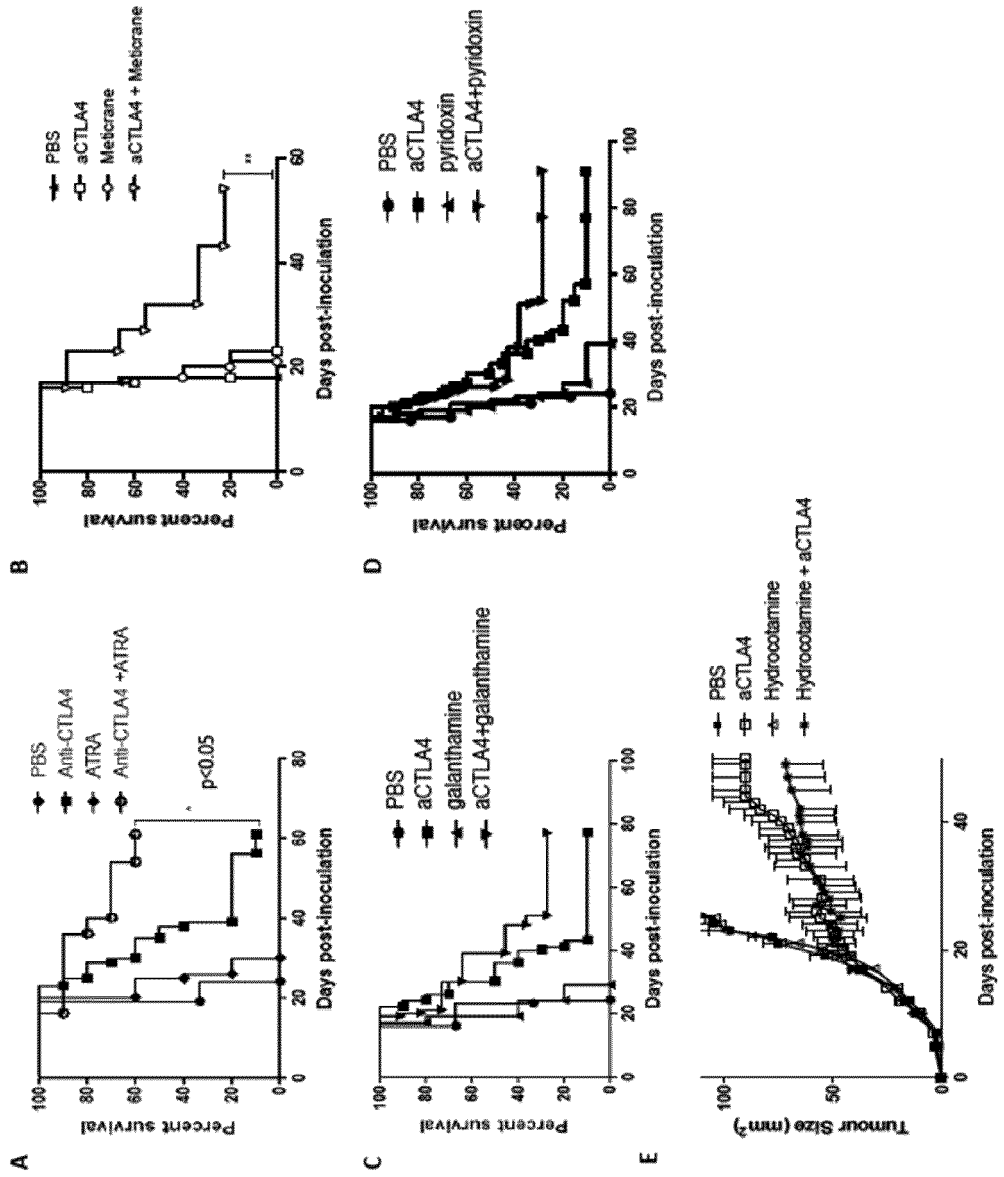 A
Percent survival
100
80
60
40
20
0
0 20 40 60 80
Days post-inoculation
PBS
Anti-CTLA4
ATRA
Anti-CTLA4 +ATRA
*
p<0.05
B
Percent survival
100
80
60
40
20
0
0 20 40 60
Days post-inoculation
PBS
aCTLA4
Meticrane
aCTLA4 + Meticrane
**
C
Percent survival
100
80
60
40
20
0
0 20 40 60 80 100
Days post-inoculation
PBS
aCTLA4
galanthamine
aCTLA4+galanthamine
D
Percent survival
100
80
60
40
20
0
0 20 40 60 80 100
Days post-inoculation
PBS
aCTLA4
pyridoxin
aCTLA4+pyridoxin
E
Tumour Size (mm²)
100
50
0
0 20 40
Days post-inoculation
PBS
aCTLA4
Hydrocotamine
Hydrocotamine + aCTLA4